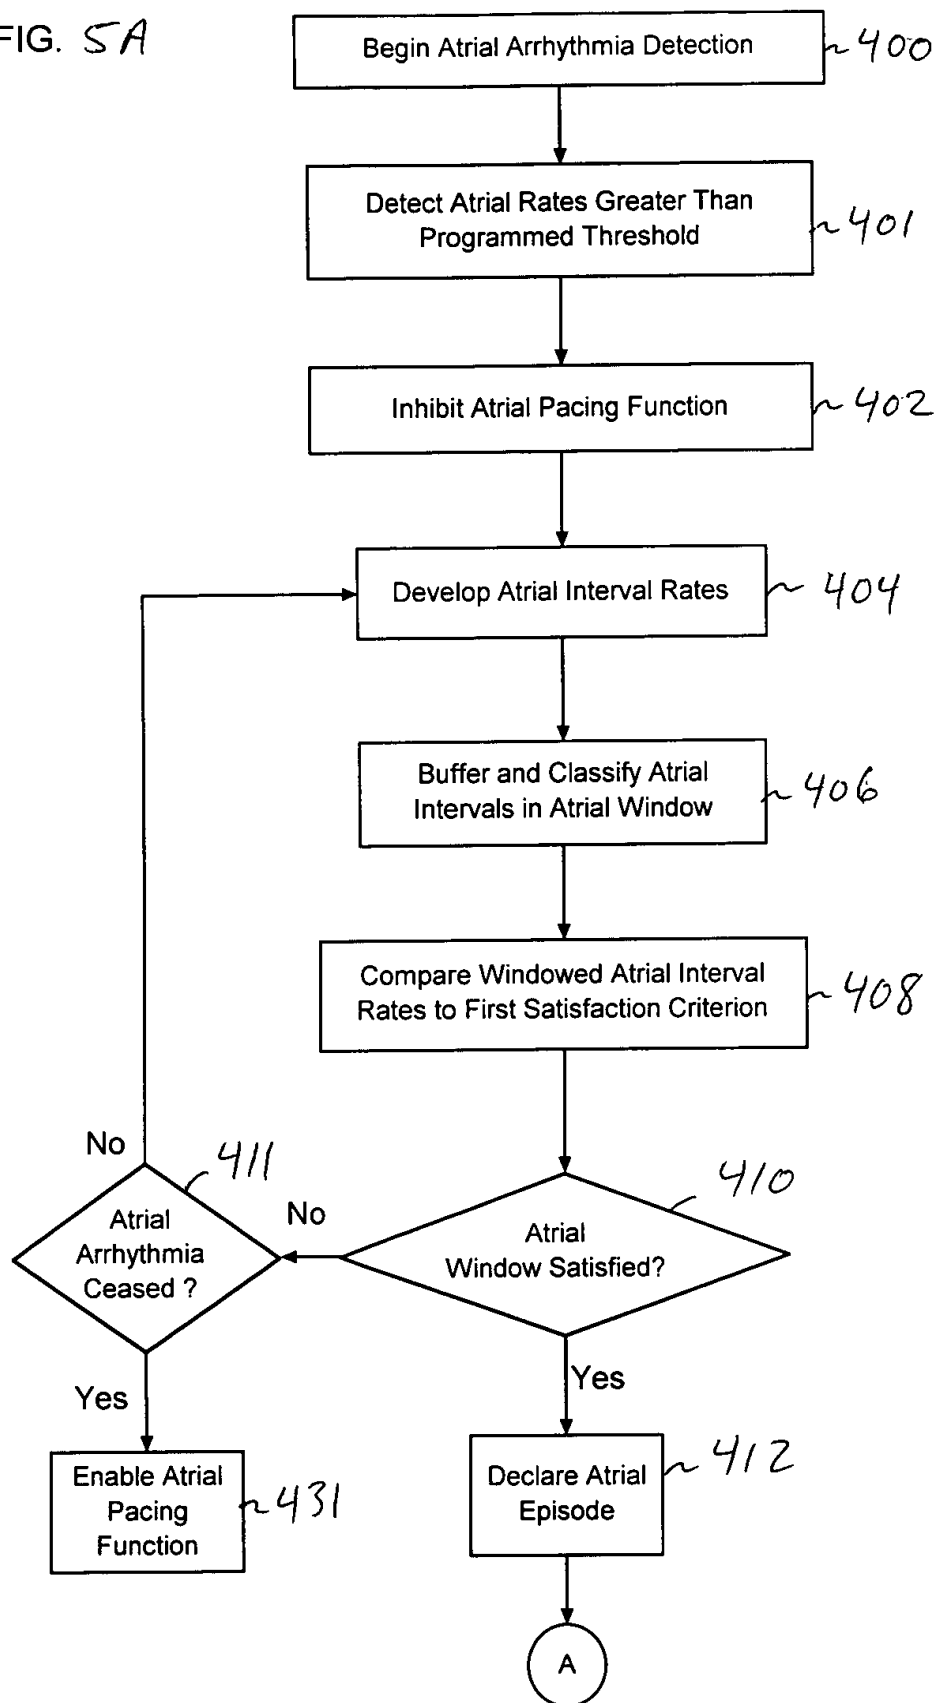 FIG. 5A
Begin Atrial Arrhythmia Detection
400
Detect Atrial Rates Greater Than
Programmed Threshold
401
Inhibit Atrial Pacing Function
402
Develop Atrial Interval Rates
404
Buffer and Classify Atrial
Intervals in Atrial Window
406
Compare Windowed Atrial Interval
Rates to First Satisfaction Criterion
408
No
411
Atrial
Arrhythmia
Ceased ?
No
410
Atrial
Window Satisfied?
Yes
Yes
Enable Atrial
Pacing
Function
431
Declare Atrial
Episode
412
A